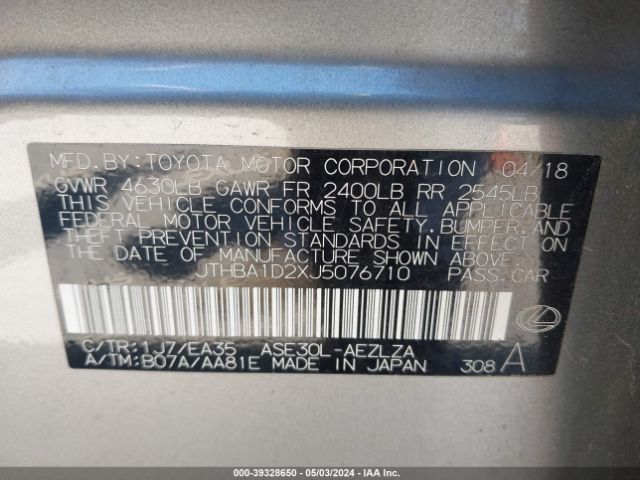 MFD. BY: TOYOTA MOTOR CORPORATION 04/18
GVWR 4630LB GAWR FR 2400LB RR 2545LB
THIS VEHICLE CONFORMS TO ALL APPLICABLE
FEDERAL MOTOR VEHICLE SAFETY, BUMPER, AND
THEFT PREVENTION STANDARDS IN EFFECT ON
THE DATE OF MANUFACTURE SHOWN ABOVE.
JTHBA1D2XJ5076710 PASS. CAR
C/TR: 1J7/EA35 ASE30L-AEZLZA
A/TM: B07A/AA81E MADE IN JAPAN 308 A
000-39328650 - 05/03/2024 - IAA Inc.